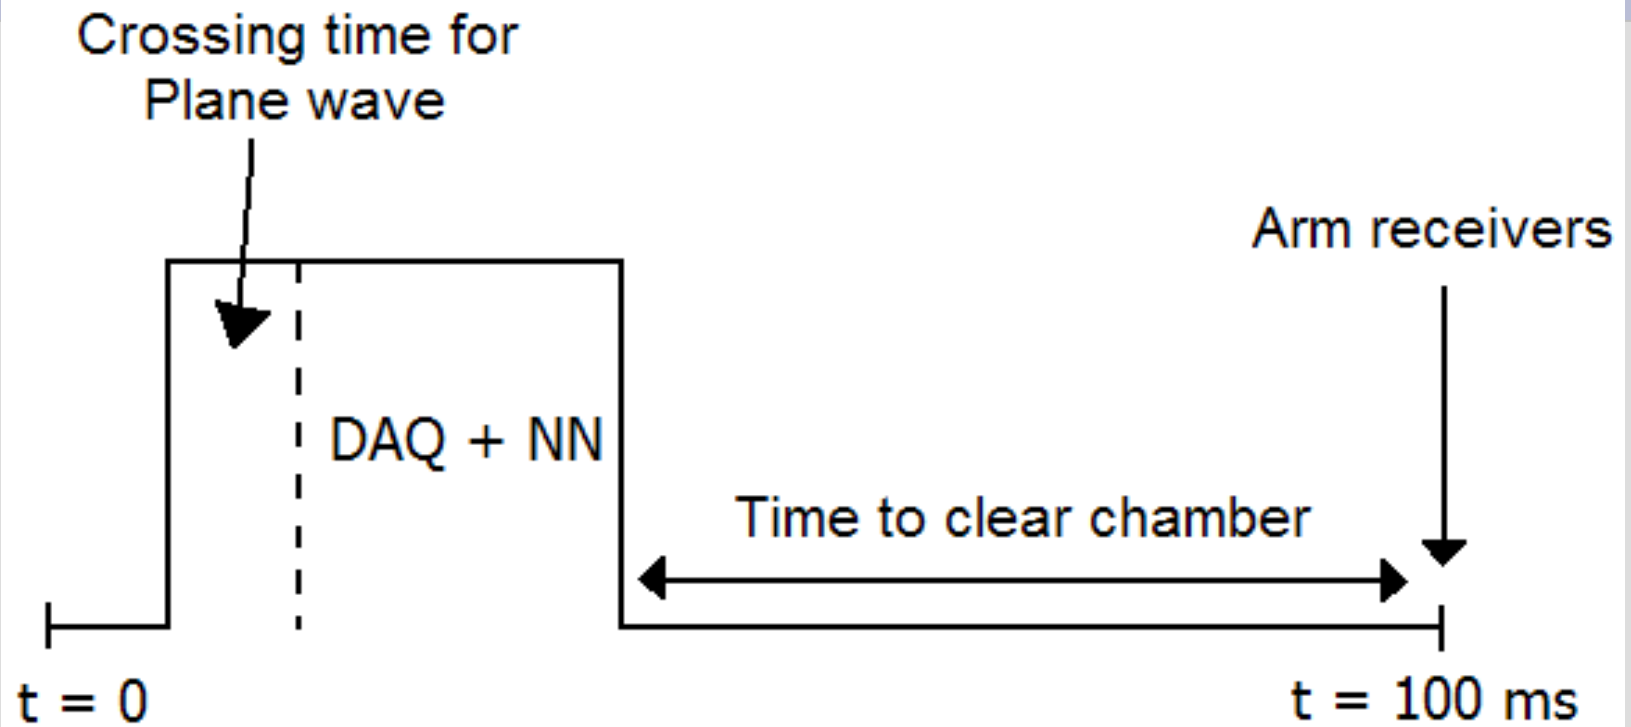 Crossing time for
Plane wave
Arm receivers
DAQ + NN
Time to clear chamber
t = 0
t = 100 ms